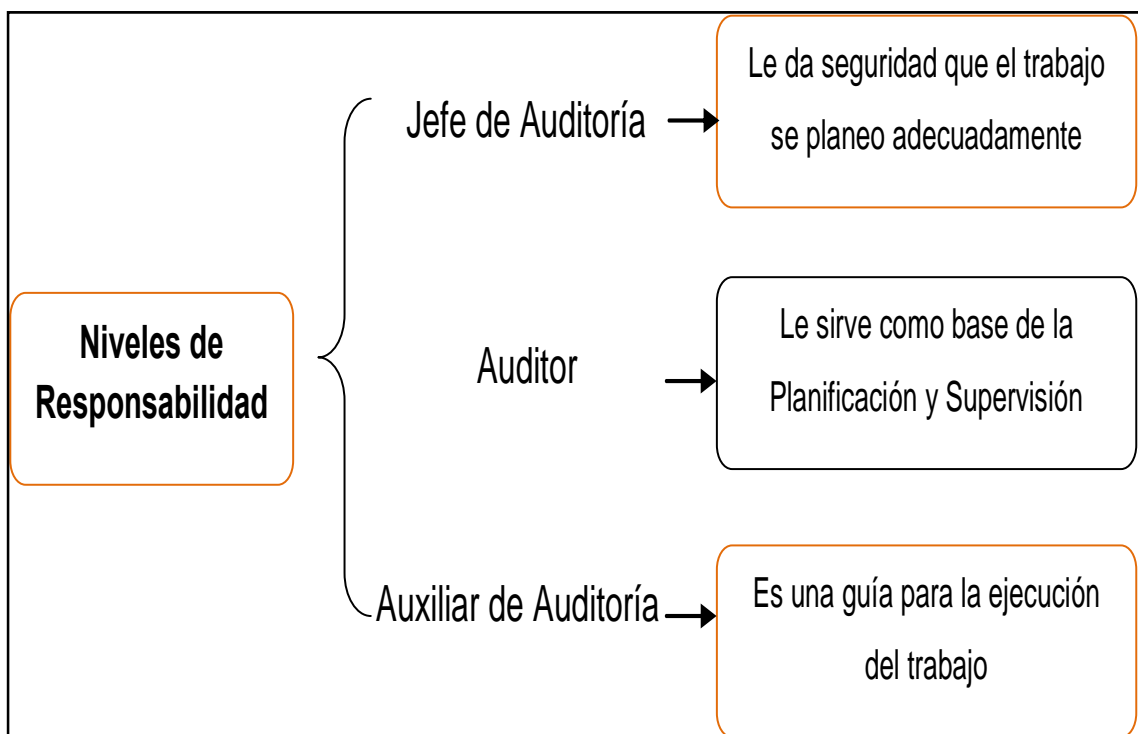 Niveles de
Responsabilidad
Jefe de Auditoría
Le da seguridad que el trabajo
se planeo adecuadamente
Auditor
Le sirve como base de la
Planificación y Supervisión
Auxiliar de Auditoría
Es una guía para la ejecución
del trabajo